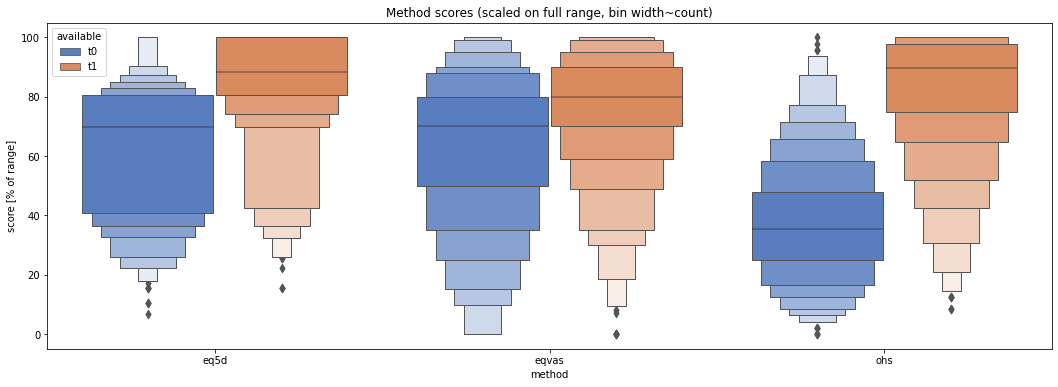 Method scores (scaled on full range, bin width~count)
available
t0
t1
100
80
60
40
20
0
score [% of range]
eq5d
eqvas
ohs
method